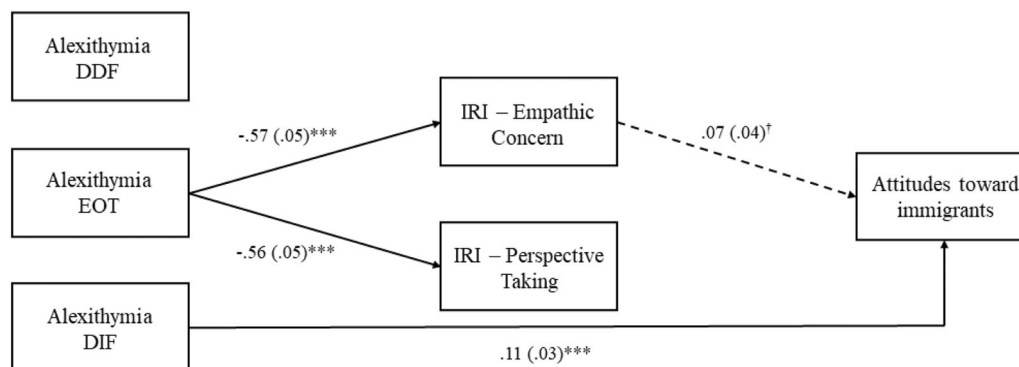 Alexithymia
DDF
IRI – Empathic
Concern
-.57 (.05)***
.07 (.04)†
Alexithymia
EOT
Attitudes toward
immigrants
-.56 (.05)***
IRI – Perspective
Taking
Alexithymia
DIF
.11 (.03)***